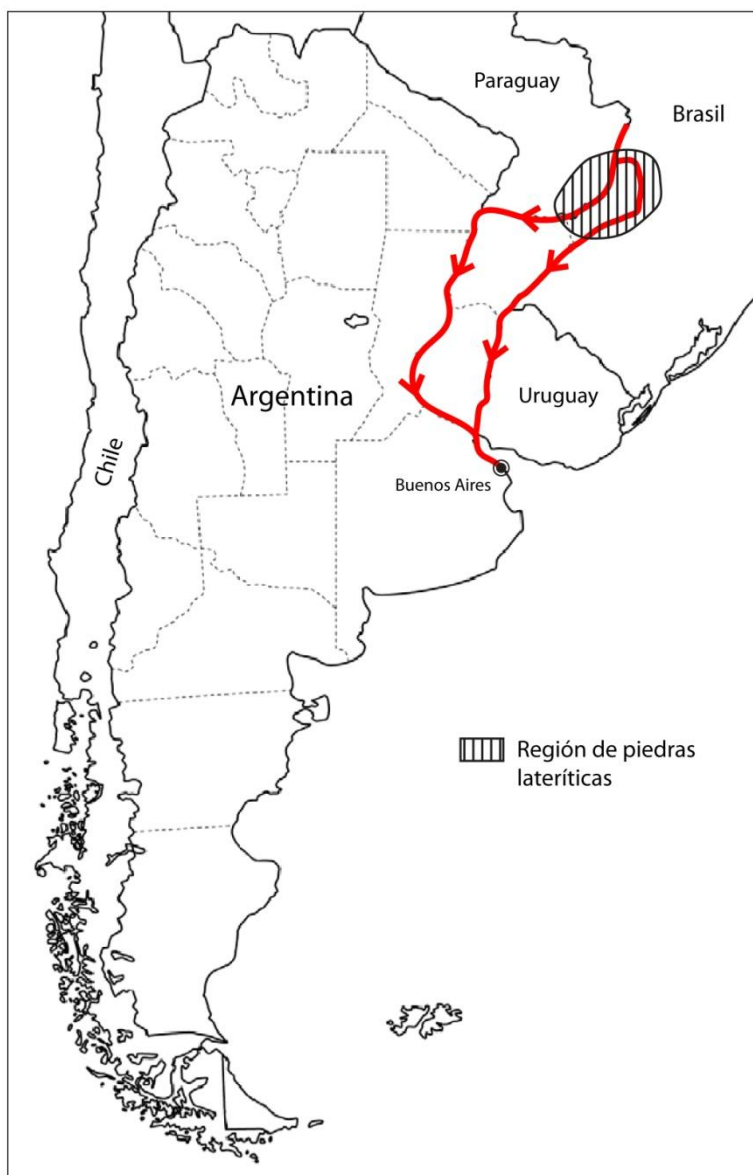 Paraguay
Brasil
Argentina
Uruguay
Chile
Buenos Aires
Región de piedras
lateríticas